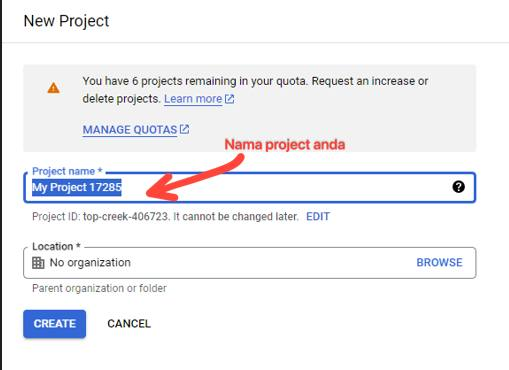 New Project
You have 6 projects remaining in your quota. Request an increase or
delete projects. Learn more
MANAGE QUOTAS
Nama project anda
Project name *
My Project 17285
Project ID: top-creek-406723. It cannot be changed later. EDIT
Location *
No organization BROWSE
Parent organization or folder
CREATE CANCEL